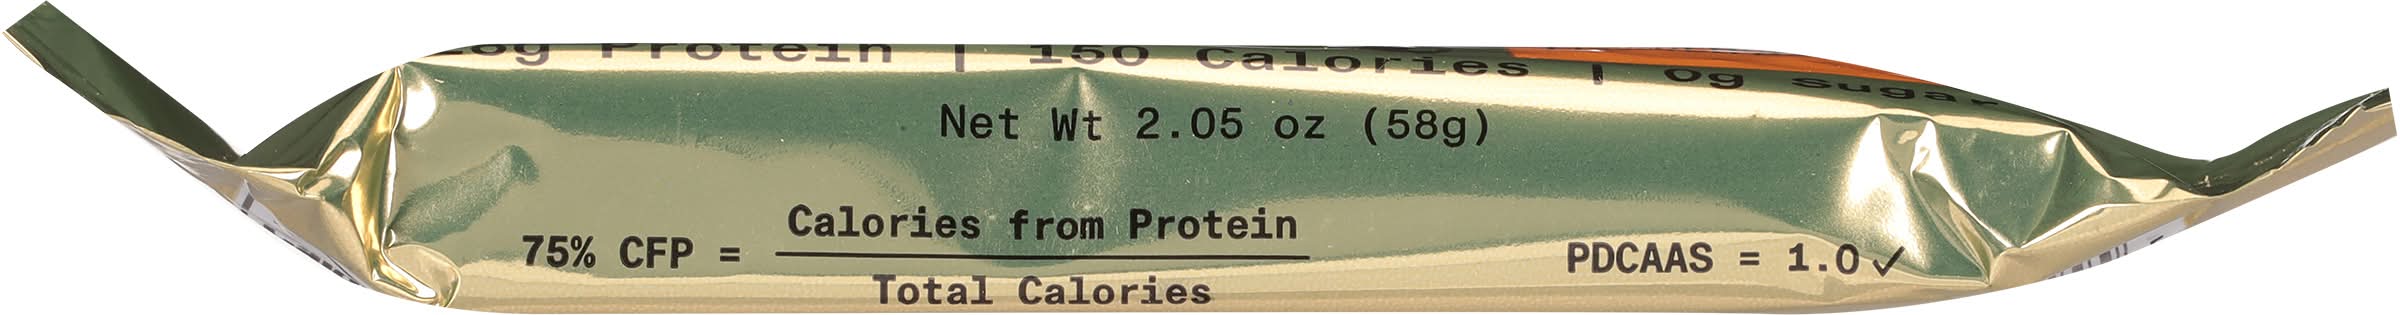 28g Protein | 150 Calories | 0g Sugar
Net Wt 2.05 oz (58g)
75% CFP = Calories from Protein
Total Calories
PDCAAS = 1.0 ✓